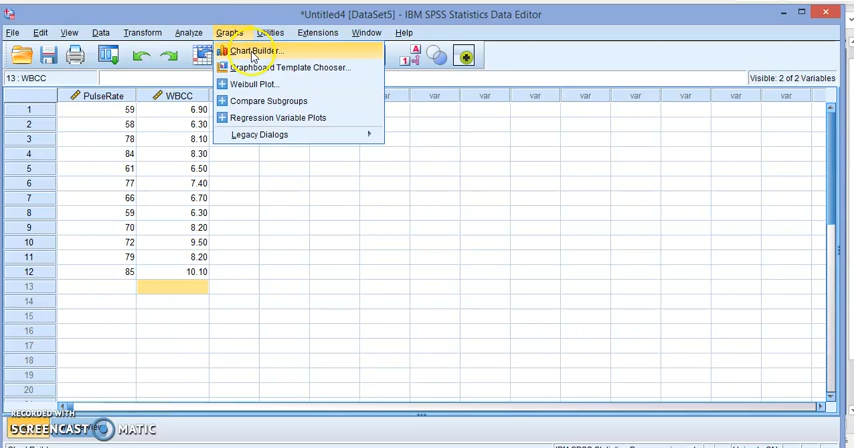 *Untitled4 [DataSet5] - IBM SPSS Statistics Data Editor
File Edit View Data Transform Analyze Graphs Utilities Extensions Window Help
Chart Builder...
Graphboard Template Chooser...
Weibull Plot...
Compare Subgroups
Regression Variable Plots
Legacy Dialogs
13 : WBCC
Visible: 2 of 2 Variables
PulseRate WBCC var var var var var var var var var
1 59 6.90
2 58 6.30
3 78 8.10
4 84 8.30
5 61 6.50
6 77 7.40
7 66 6.70
8 59 6.30
9 70 8.20
10 72 9.50
11 79 8.20
12 85 10.10
13
14
15
16
17
18
19
20
RECORDED WITH
SCREENCAST MATIC